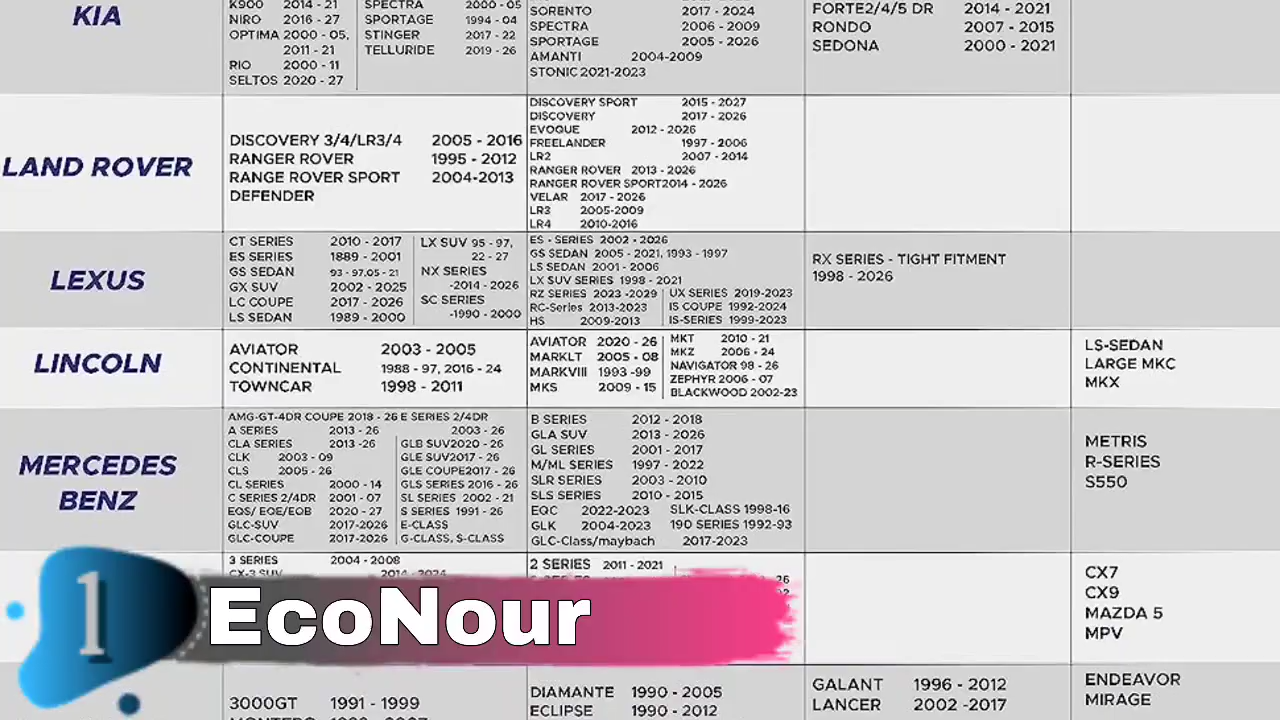 KIA
K900 2014 - 21
NIRO 2016 - 27
OPTIMA 2000 - 05,
2011 - 21
RIO 2000 - 11
SELTOS 2020 - 27
SPECTRA 2000 - 05
SPORTAGE 1994 - 04
STINGER 2017 - 22
TELLURIDE 2019 - 26
SORENTO 2017 - 2024
SPECTRA 2006 - 2009
SPORTAGE 2005 - 2026
AMANTI 2004-2009
STONIC 2021-2023
FORTE2/4/5 DR 2014 - 2021
RONDO 2007 - 2015
SEDONA 2000 - 2021
LAND ROVER
DISCOVERY 3/4/LR3/4 2005 - 2016
RANGER ROVER 1995 - 2012
RANGE ROVER SPORT 2004-2013
DEFENDER
DISCOVERY SPORT 2015 - 2027
DISCOVERY 2017 - 2026
EVOQUE 2012 - 2026
FREELANDER 1997 - 2006
LR2 2007 - 2014
RANGER ROVER 2013 - 2026
RANGER ROVER SPORT2014 - 2026
VELAR 2017 - 2026
LR3 2005-2009
LR4 2010-2016
LEXUS
CT SERIES 2010 - 2017
ES SERIES 1889 - 2001
GS SEDAN 93 - 97,05 - 21
GX SUV 2002 - 2025
LC COUPE 2017 - 2026
LS SEDAN 1989 - 2000
LX SUV 95 - 97,
22 - 27
NX SERIES
-2014 - 2026
SC SERIES
-1990 - 2000
ES - SERIES 2002 - 2026
GS SEDAN 2005 - 2021, 1993 - 1997
LS SEDAN 2001 - 2006
LX SUV SERIES 1998 - 2021
RZ SERIES 2023 -2029
RC-Series 2013-2023
HS 2009-2013
UX SERIES 2019-2023
IS COUPE 1992-2024
IS-SERIES 1999-2023
RX SERIES - TIGHT FITMENT
1998 - 2026
LINCOLN
AVIATOR 2003 - 2005
CONTINENTAL 1988 - 97, 2016 - 24
TOWNCAR 1998 - 2011
AVIATOR 2020 - 26
MARKLT 2005 - 08
MARKVIII 1993 -99
MKS 2009 - 15
MKT 2010 - 21
MKZ 2006 - 24
NAVIGATOR 98 - 26
ZEPHYR 2006 - 07
BLACKWOOD 2002-23
LS-SEDAN
LARGE MKC
MKX
MERCEDES
BENZ
AMG-GT-4DR COUPE 2018 - 26 E SERIES 2/4DR
A SERIES 2013 - 26 2003 - 26
CLA SERIES 2013 -26
CLK 2003 - 09
CLS 2005 - 26
CL SERIES 2000 - 14
C SERIES 2/4DR 2001 - 07
EQS/ EQE/EQB 2020 - 27
GLC-SUV 2017-2026
GLC-COUPE 2017-2026
GLB SUV2020 - 26
GLE SUV2017 - 26
GLE COUPE2017 - 26
GLS SERIES 2016 - 26
SL SERIES 2002 - 21
S SERIES 1991 - 26
E-CLASS
G-CLASS, S-CLASS
B SERIES 2012 - 2018
GLA SUV 2013 - 2026
GL SERIES 2001 - 2017
M/ML SERIES 1997 - 2022
SLR SERIES 2003 - 2010
SLS SERIES 2010 - 2015
EQC 2022-2023 SLK-CLASS 1998-16
GLK 2004-2023 190 SERIES 1992-93
GLC-Class/maybach 2017-2023
METRIS
R-SERIES
S550
3 SERIES 2004 - 2008
CX-3 SUV 2014 - 2024
2 SERIES 2011 - 2021
CX7
CX9
MAZDA 5
MPV
1
EcoNour
3000GT 1991 - 1999
DIAMANTE 1990 - 2005
ECLIPSE 1990 - 2012
GALANT 1996 - 2012
LANCER 2002 -2017
ENDEAVOR
MIRAGE